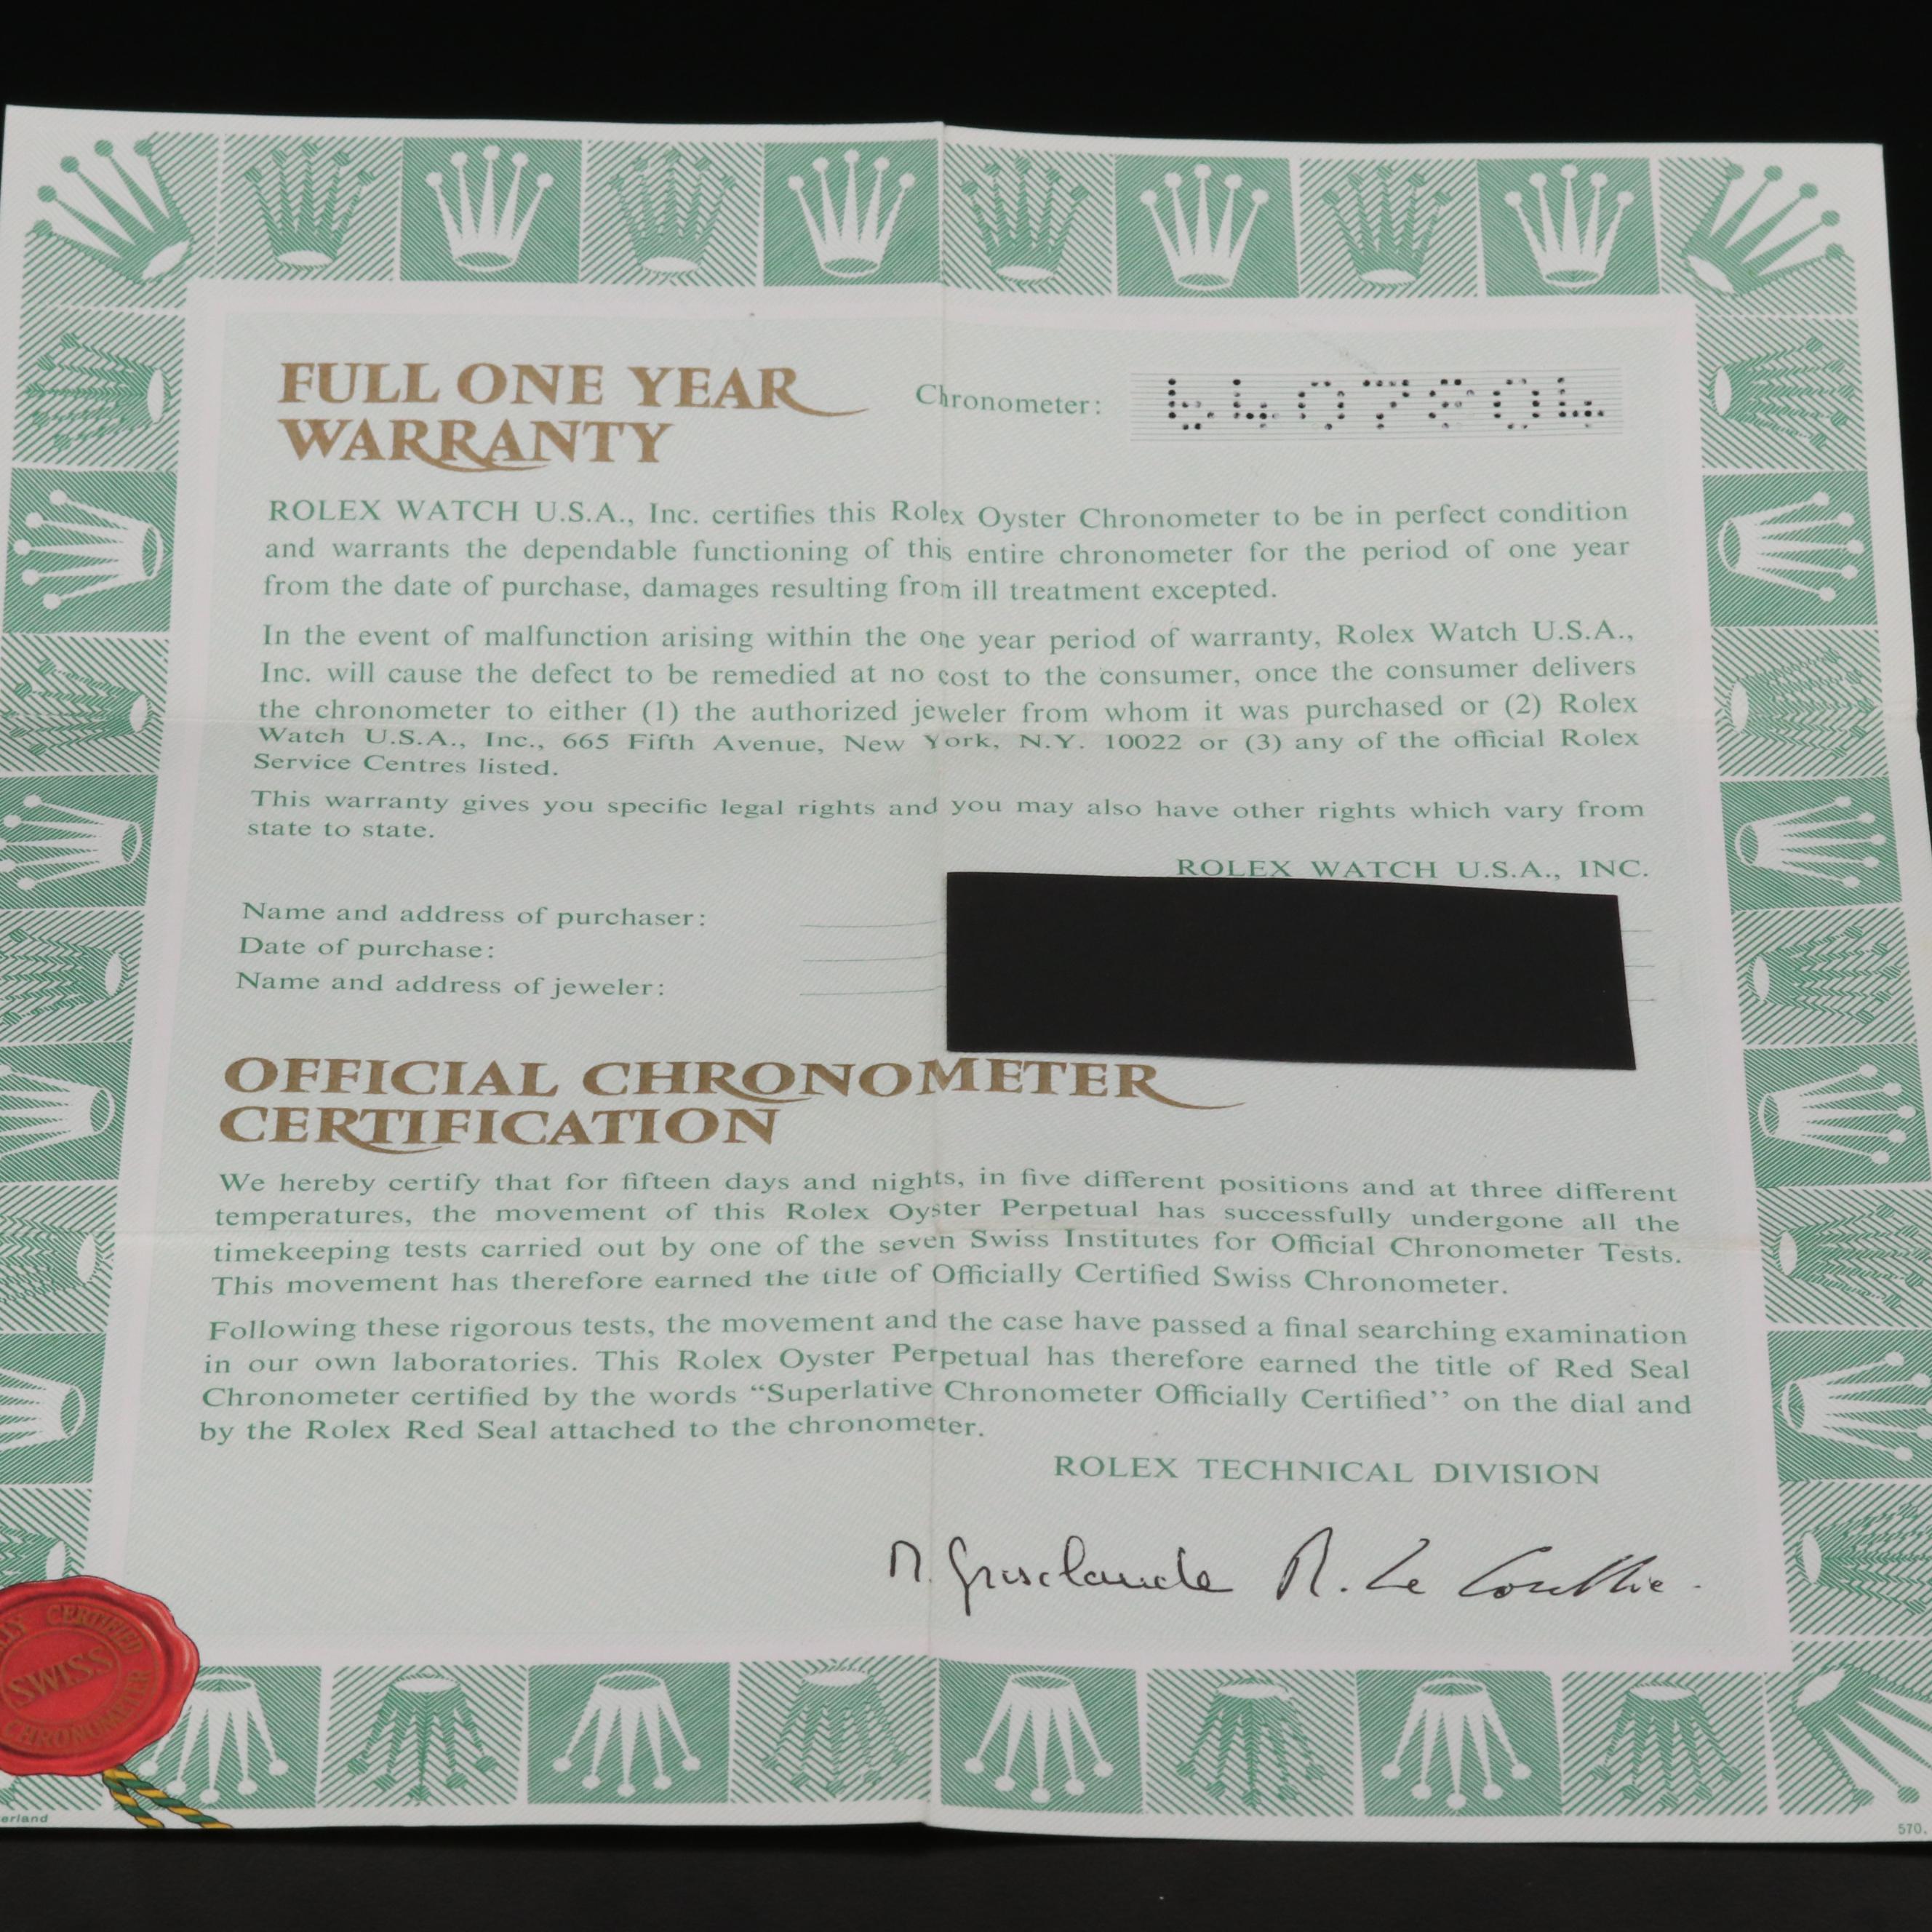 FULL ONE YEAR
WARRANTY
Chronometer:
ROLEX WATCH U.S.A., Inc. certifies this Rolex Oyster Chronometer to be in perfect condition
and warrants the dependable functioning of this entire chronometer for the period of one year
from the date of purchase, damages resulting from ill treatment excepted.
In the event of malfunction arising within the one year period of warranty, Rolex Watch U.S.A.,
Inc. will cause the defect to be remedied at no cost to the consumer, once the consumer delivers
the chronometer to either (1) the authorized jeweler from whom it was purchased or (2) Rolex
Watch U.S.A., Inc., 665 Fifth Avenue, New York, N.Y. 10022 or (3) any of the official Rolex
Service Centres listed.
This warranty gives you specific legal rights and you may also have other rights which vary from
state to state.
ROLEX WATCH U.S.A., INC.
Name and address of purchaser:
Date of purchase:
Name and address of jeweler:
OFFICIAL CHRONOMETER
CERTIFICATION
We hereby certify that for fifteen days and nights, in five different positions and at three different
temperatures, the movement of this Rolex Oyster Perpetual has successfully undergone all the
timekeeping tests carried out by one of the seven Swiss Institutes for Official Chronometer Tests.
This movement has therefore earned the title of Officially Certified Swiss Chronometer.
Following these rigorous tests, the movement and the case have passed a final searching examination
in our own laboratories. This Rolex Oyster Perpetual has therefore earned the title of Red Seal
Chronometer certified by the words “Superlative Chronometer Officially Certified’’ on the dial and
by the Rolex Red Seal attached to the chronometer.
ROLEX TECHNICAL DIVISION
R. Le Coultre.
LLY CERTIFIED
SWISS
CHRONOMETER
erland
570.